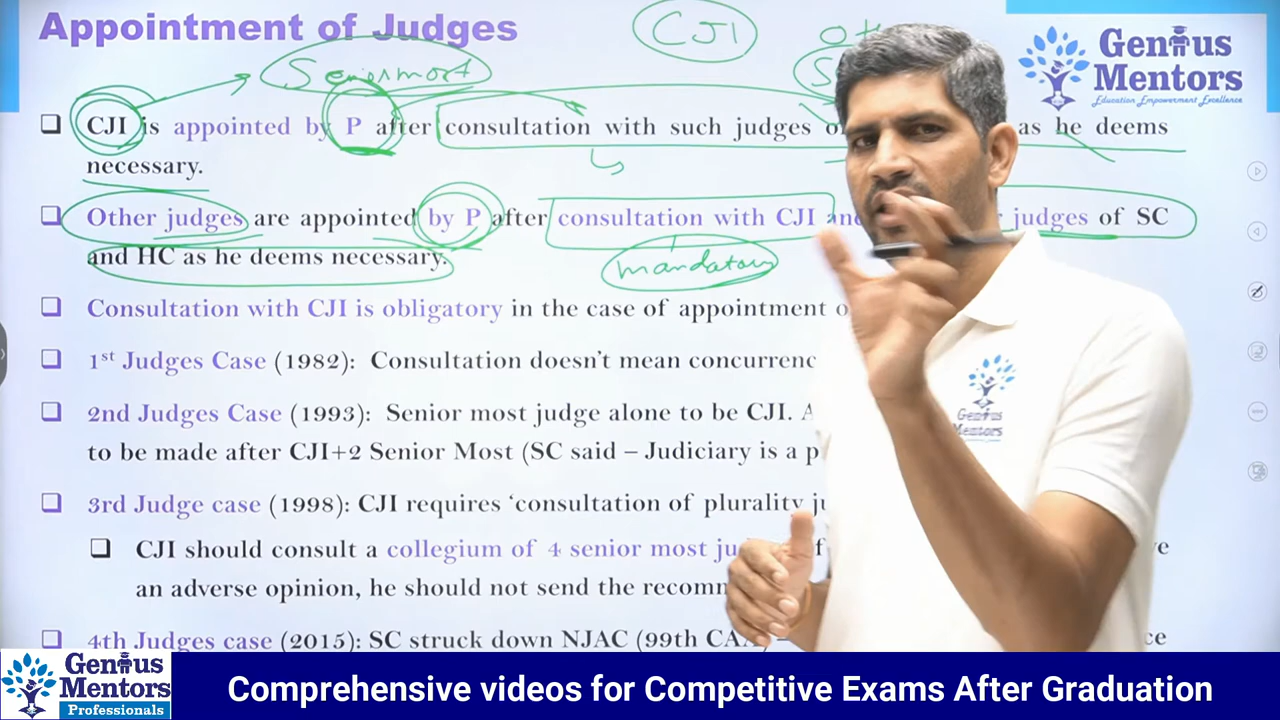 Appointment of Judges
CJI
Seniormost
Genius
Mentors
Education Empowerment Excellence
CJI is appointed by P after consultation with such judges as he deems
necessary.
Other judges are appointed by P after consultation with CJI judges of SC
and HC as he deems necessary.
mandatory
Consultation with CJI is obligatory in the case of appointment
1st Judges Case (1982): Consultation doesn't mean
2nd Judges Case (1993): Senior most judge alone to be CJI.
to be made after CJI+2 Senior Most (SC said – Judiciary is a
3rd Judge case (1998): CJI requires 'consultation of plurality
CJI should consult a collegium of 4 senior most
an adverse opinion, he should not send the
4th Judges case (2015): SC struck down NJAC (99th
Genius
Mentors
Genius
Mentors
Professionals
Comprehensive videos for Competitive Exams After Graduation